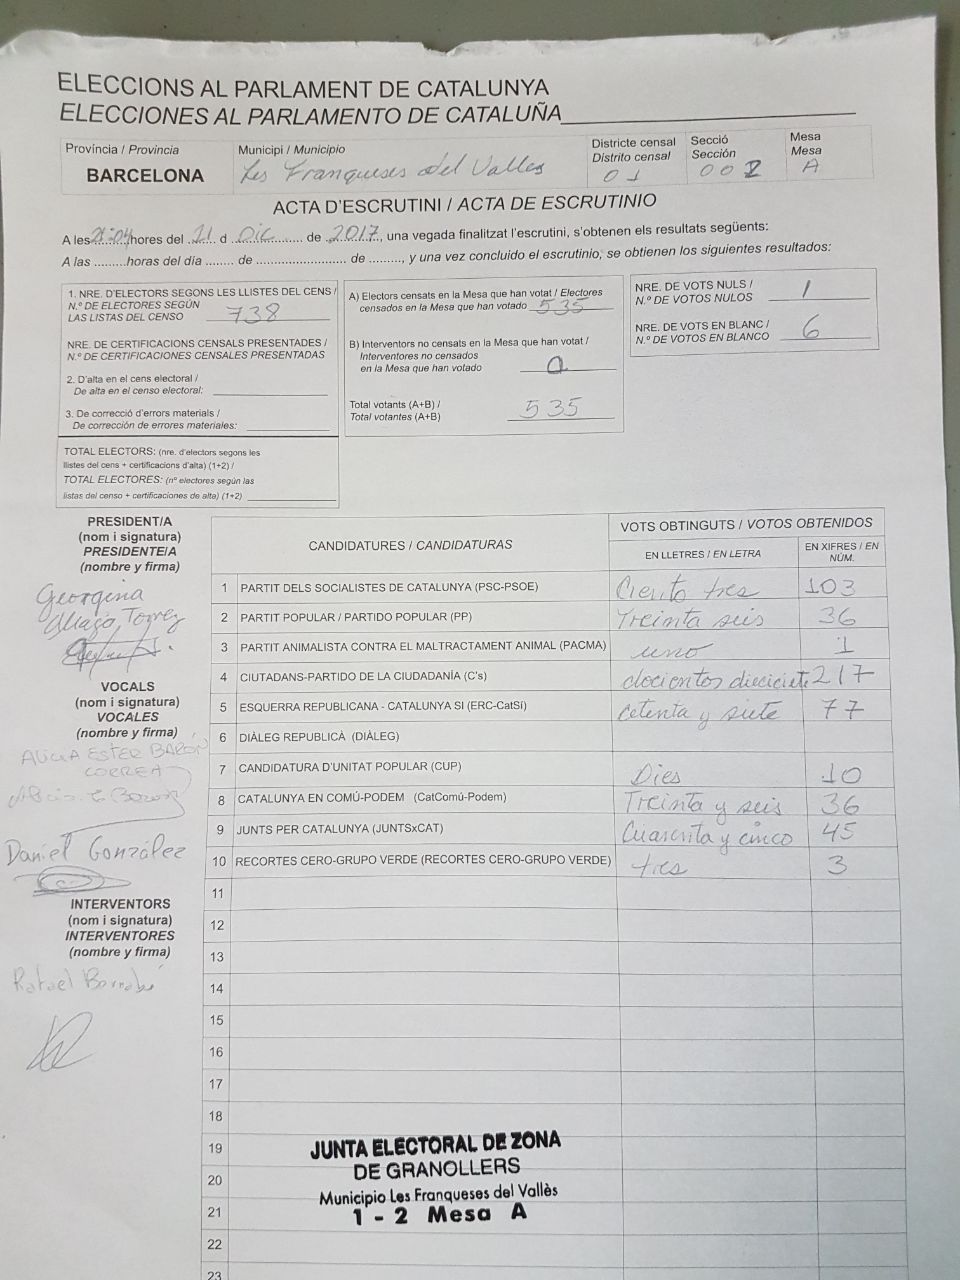 ELECCIONS AL PARLAMENT DE CATALUNYA
ELECCIONES AL PARLAMENTO DE CATALUÑA
Província / Provincia
BARCELONA
Municipi / Municipio
Les Franqueses del Valles
Districte censal
Distrito censal
01
Secció
Sección
002
Mesa
Mesa
A
ACTA D'ESCRUTINI / ACTA DE ESCRUTINIO
A les 21:04 hores del 21 d Dic de 2017, una vegada finalitzat l'escrutini, s'obtenen els resultats següents:
A las ......... horas del día ........ de .......................... de ........., y una vez concluido el escrutinio, se obtienen los siguientes resultados:
1. NRE. D'ELECTORS SEGONS LES LLISTES DEL CENS /
N.º DE ELECTORES SEGÚN
LAS LISTAS DEL CENSO 738
NRE. DE CERTIFICACIONS CENSALS PRESENTADES /
N.º DE CERTIFICACIONES CENSALES PRESENTADAS
2. D'alta en el cens electoral /
De alta en el censo electoral:
3. De correcció d'errors materials /
De corrección de errores materiales:
TOTAL ELECTORS: (nre. d'electors segons les
llistes del cens + certificacions d'alta) (1+2) /
TOTAL ELECTORES: (nº electores según las
listas del censo + certificaciones de alta) (1+2)
A) Electors censats en la Mesa que han votat / Electores
censados en la Mesa que han votado 535
B) Interventors no censats en la Mesa que han votat /
Interventores no censados
en la Mesa que han votado 0
Total votants (A+B) /
Total votantes (A+B) 535
NRE. DE VOTS NULS /
N.º DE VOTOS NULOS 1
NRE. DE VOTS EN BLANC /
N.º DE VOTOS EN BLANCO 6
PRESIDENT/A
(nom i signatura)
PRESIDENTE/A
(nombre y firma)
Georgina
Aliaga Torres
VOCALS
(nom i signatura)
VOCALES
(nombre y firma)
ALICIA ESTER BARÓN
CORREA
Daniel González
INTERVENTORS
(nom i signatura)
INTERVENTORES
(nombre y firma)
Rafael Bernabé
CANDIDATURES / CANDIDATURAS
VOTS OBTINGUTS / VOTOS OBTENIDOS
EN LLETRES / EN LETRA
EN XIFRES / EN NÚM.
1 PARTIT DELS SOCIALISTES DE CATALUNYA (PSC-PSOE) Ciento tres 103
2 PARTIT POPULAR / PARTIDO POPULAR (PP) Treinta seis 36
3 PARTIT ANIMALISTA CONTRA EL MALTRACTAMENT ANIMAL (PACMA) uno 1
4 CIUTADANS-PARTIDO DE LA CIUDADANÍA (C's) docientos diecisiete 217
5 ESQUERRA REPUBLICANA - CATALUNYA SI (ERC-CatSí) cetenta y siete 77
6 DIÀLEG REPUBLICÀ (DIÀLEG)
7 CANDIDATURA D'UNITAT POPULAR (CUP) Dies 10
8 CATALUNYA EN COMÚ-PODEM (CatComú-Podem) Treinta y seis 36
9 JUNTS PER CATALUNYA (JUNTSxCAT) Cuarenta y cinco 45
10 RECORTES CERO-GRUPO VERDE (RECORTES CERO-GRUPO VERDE) tres 3
11
12
13
14
15
16
17
18
19
20
21
22
23
JUNTA ELECTORAL DE ZONA
DE GRANOLLERS
Municipio Les Franqueses del Vallès
1 - 2 Mesa A